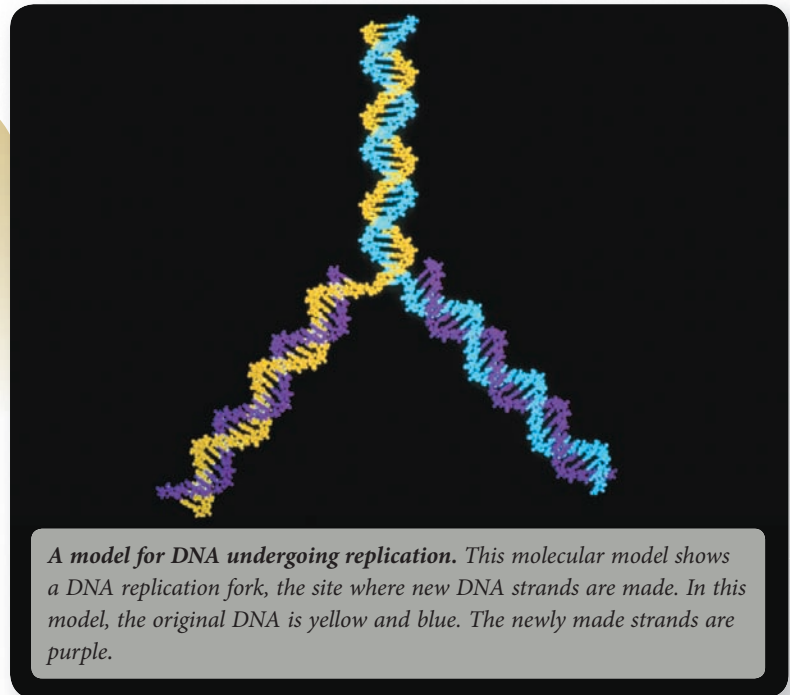 A model for DNA undergoing replication. This molecular model shows
a DNA replication fork, the site where new DNA strands are made. In this
model, the original DNA is yellow and blue. The newly made strands are
purple.